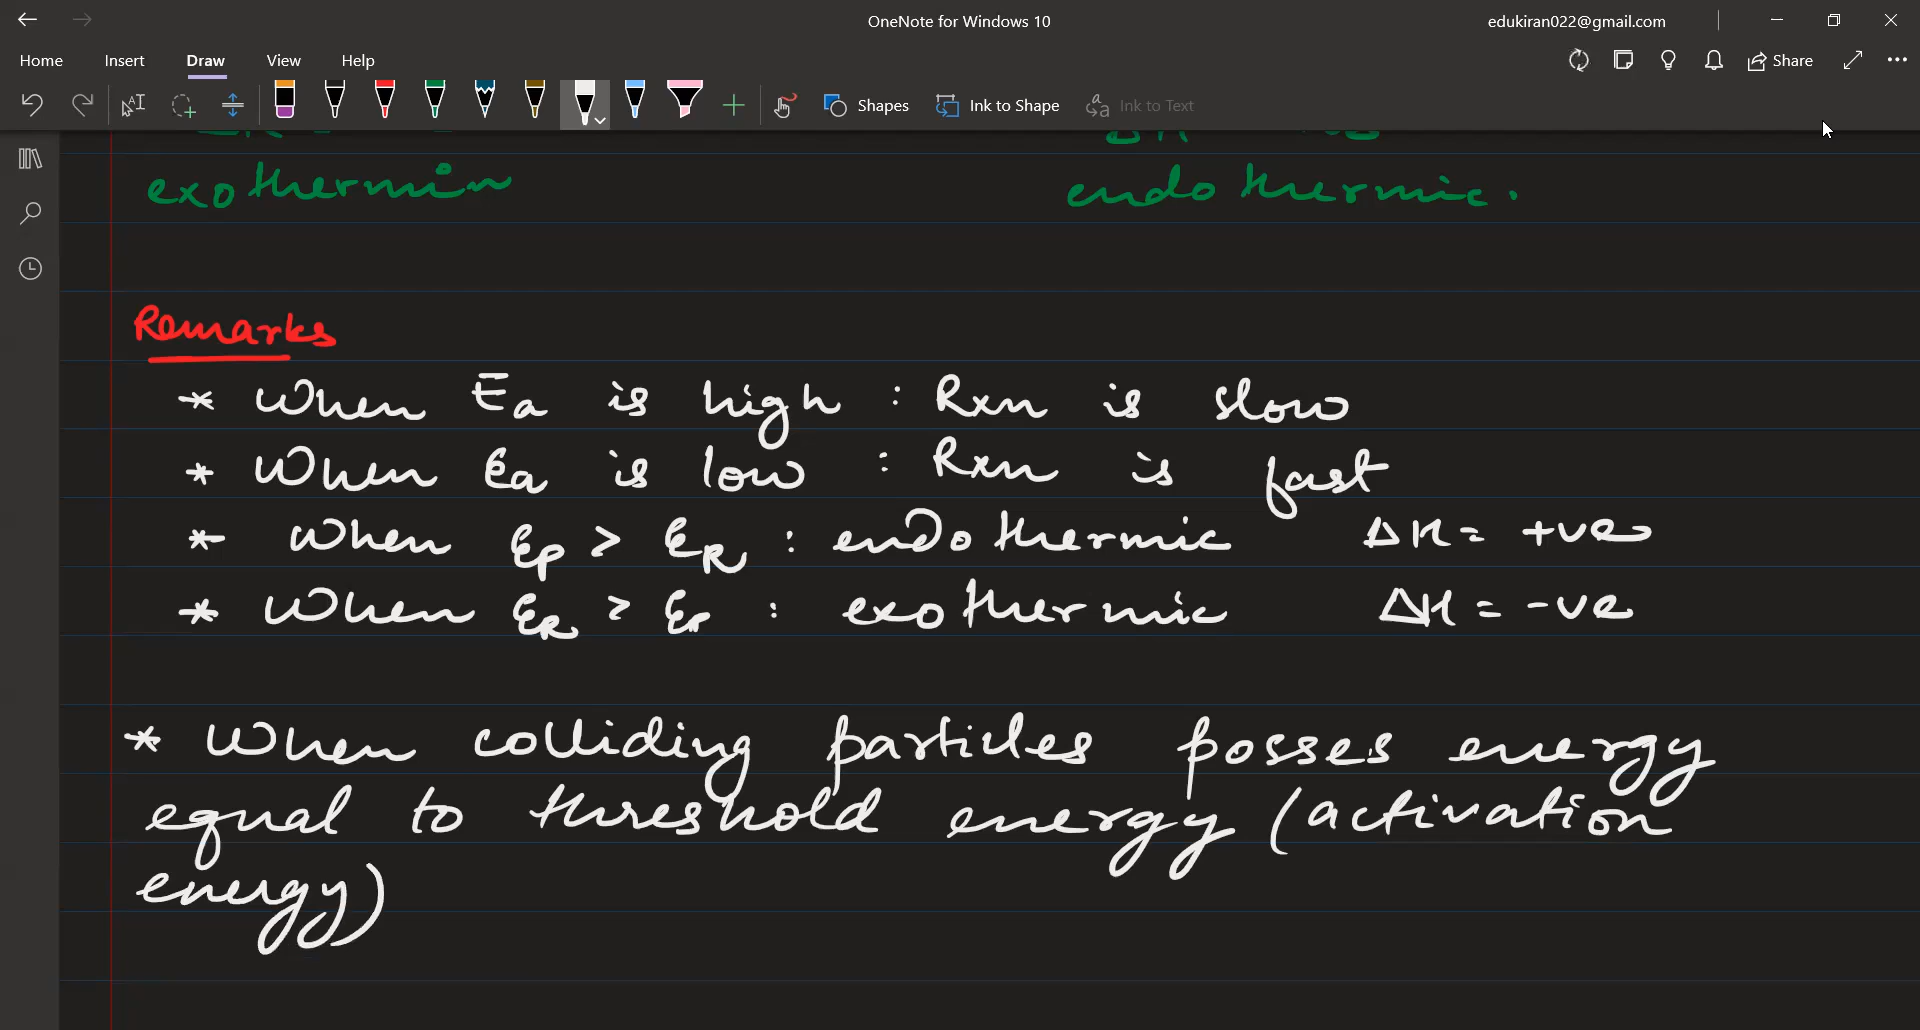 OneNote for Windows 10
edukiran022@gmail.com
Home Insert Draw View Help
Share
Shapes Ink to Shape Ink to Text
exothermin endothermic.
Remarks
* When Ea is high : Rxn is slow
* When Ea is low : Rxn is fast
* When EP > ER : endothermic ΔH = +ve
* When ER > EP : exothermic ΔH = -ve
* When colliding particles posses energy
equal to threshold energy (activation
energy)